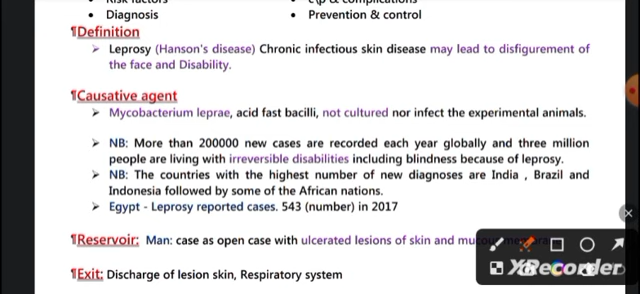 • Diagnosis
• Prevention & control
¶Definition
➢ Leprosy (Hanson's disease) Chronic infectious skin disease may lead to disfigurement of
the face and Disability.
¶Causative agent
➢ Mycobacterium leprae, acid fast bacilli, not cultured nor infect the experimental animals.
➢ NB: More than 200000 new cases are recorded each year globally and three million
people are living with irreversible disabilities including blindness because of leprosy.
➢ NB: The countries with the highest number of new diagnoses are India , Brazil and
Indonesia followed by some of the African nations.
➢ Egypt - Leprosy reported cases. 543 (number) in 2017
¶Reservoir: Man: case as open case with ulcerated lesions of skin and
¶Exit: Discharge of lesion skin, Respiratory system
XRecorder